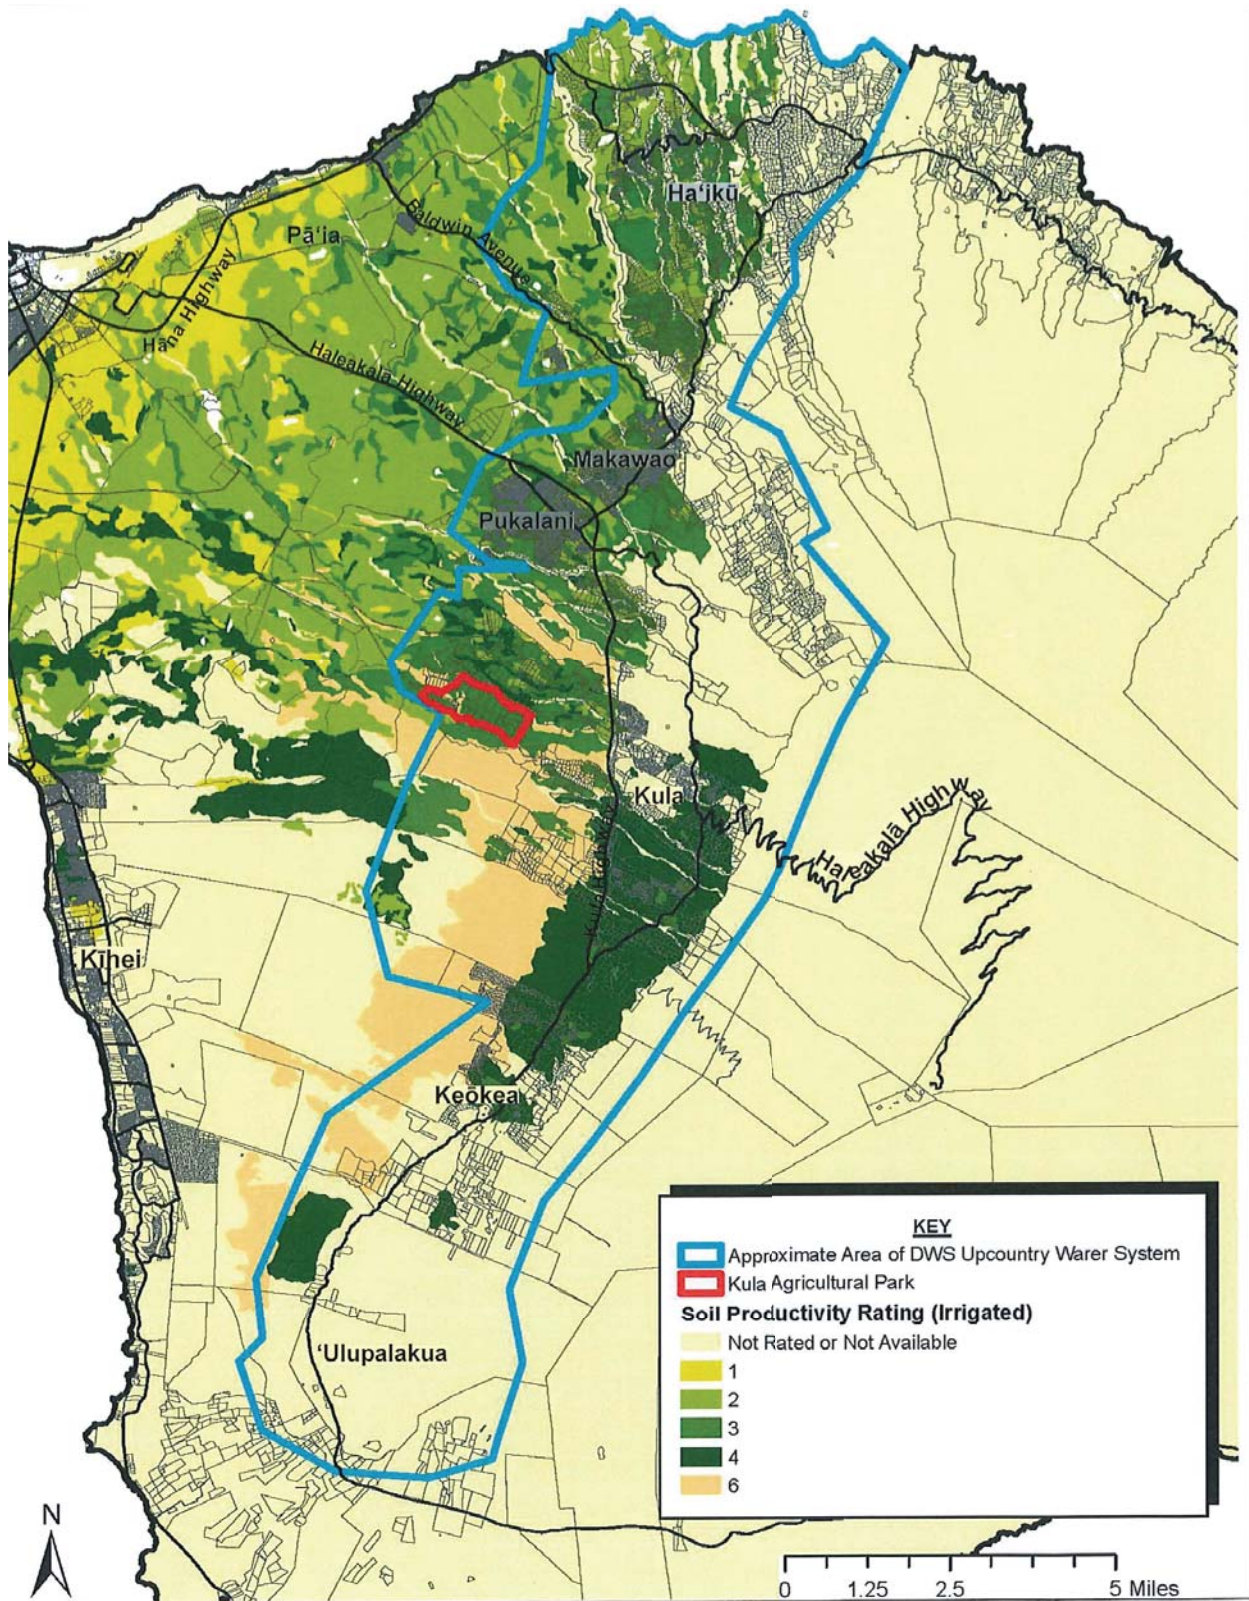 Ha‘ikū
Baldwin Avenue
Pā‘ia
Hāna Highway
Haleakalā Highway
Makawao
Pukalani
Kula
Haleakalā Highway
Kula Highway
Kīhei
Keōkea
‘Ulupalakua
KEY
Approximate Area of DWS Upcountry Warer System
Kula Agricultural Park
Soil Productivity Rating (Irrigated)
Not Rated or Not Available
1
2
3
4
6
N
0 1.25 2.5 5 Miles